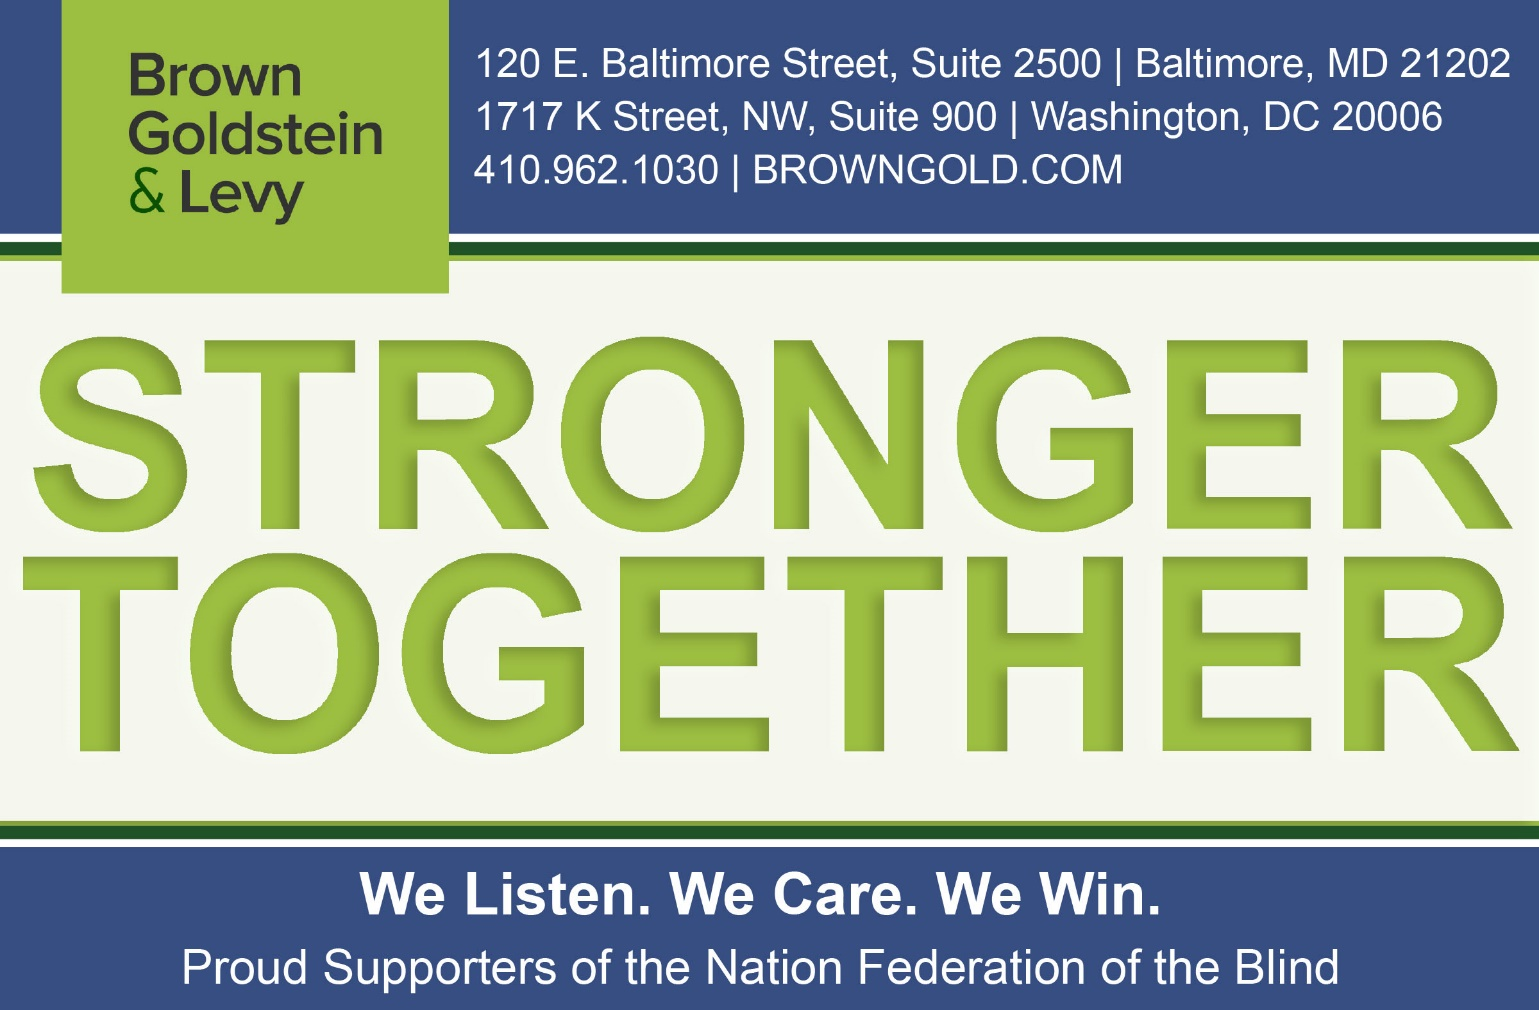 Brown
Goldstein
& Levy
120 E. Baltimore Street, Suite 2500 | Baltimore, MD 21202
1717 K Street, NW, Suite 900 | Washington, DC 20006
410.962.1030 | BROWNGOLD.COM
STRONGER
TOGETHER
We Listen. We Care. We Win.
Proud Supporters of the Nation Federation of the Blind